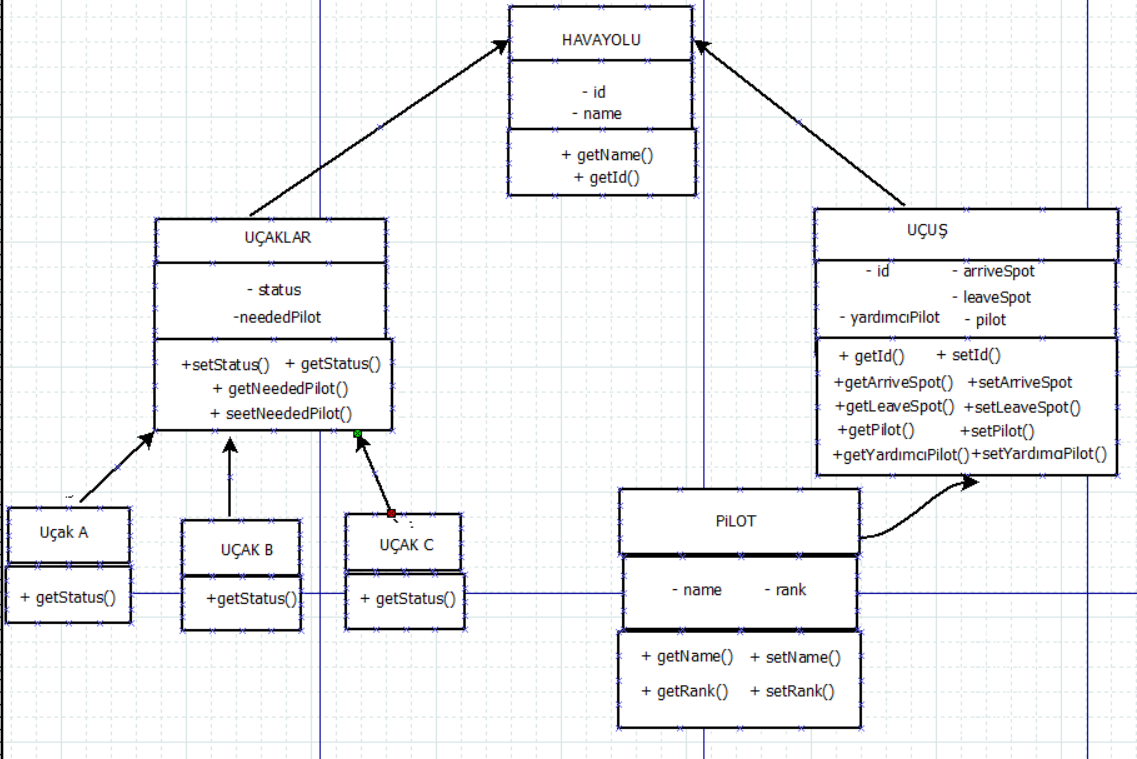 HAVAYOLU
- id
- name
+ getName()
+ getId()
UÇAKLAR
- status
-neededPilot
+setStatus() + getStatus()
+ getNeededPilot()
+ seetNeededPilot()
UÇUŞ
- id - arriveSpot
- leaveSpot
- yardımcıPilot - pilot
+ getId() + setId()
+getArriveSpot() +setArriveSpot
+getLeaveSpot() +setLeaveSpot()
+getPilot() +setPilot()
+getYardımcıPilot() +setYardımcıPilot()
Uçak A
+ getStatus()
UÇAK B
+getStatus()
UÇAK C
+ getStatus()
PiLOT
- name - rank
+ getName() + setName()
+ getRank() + setRank()